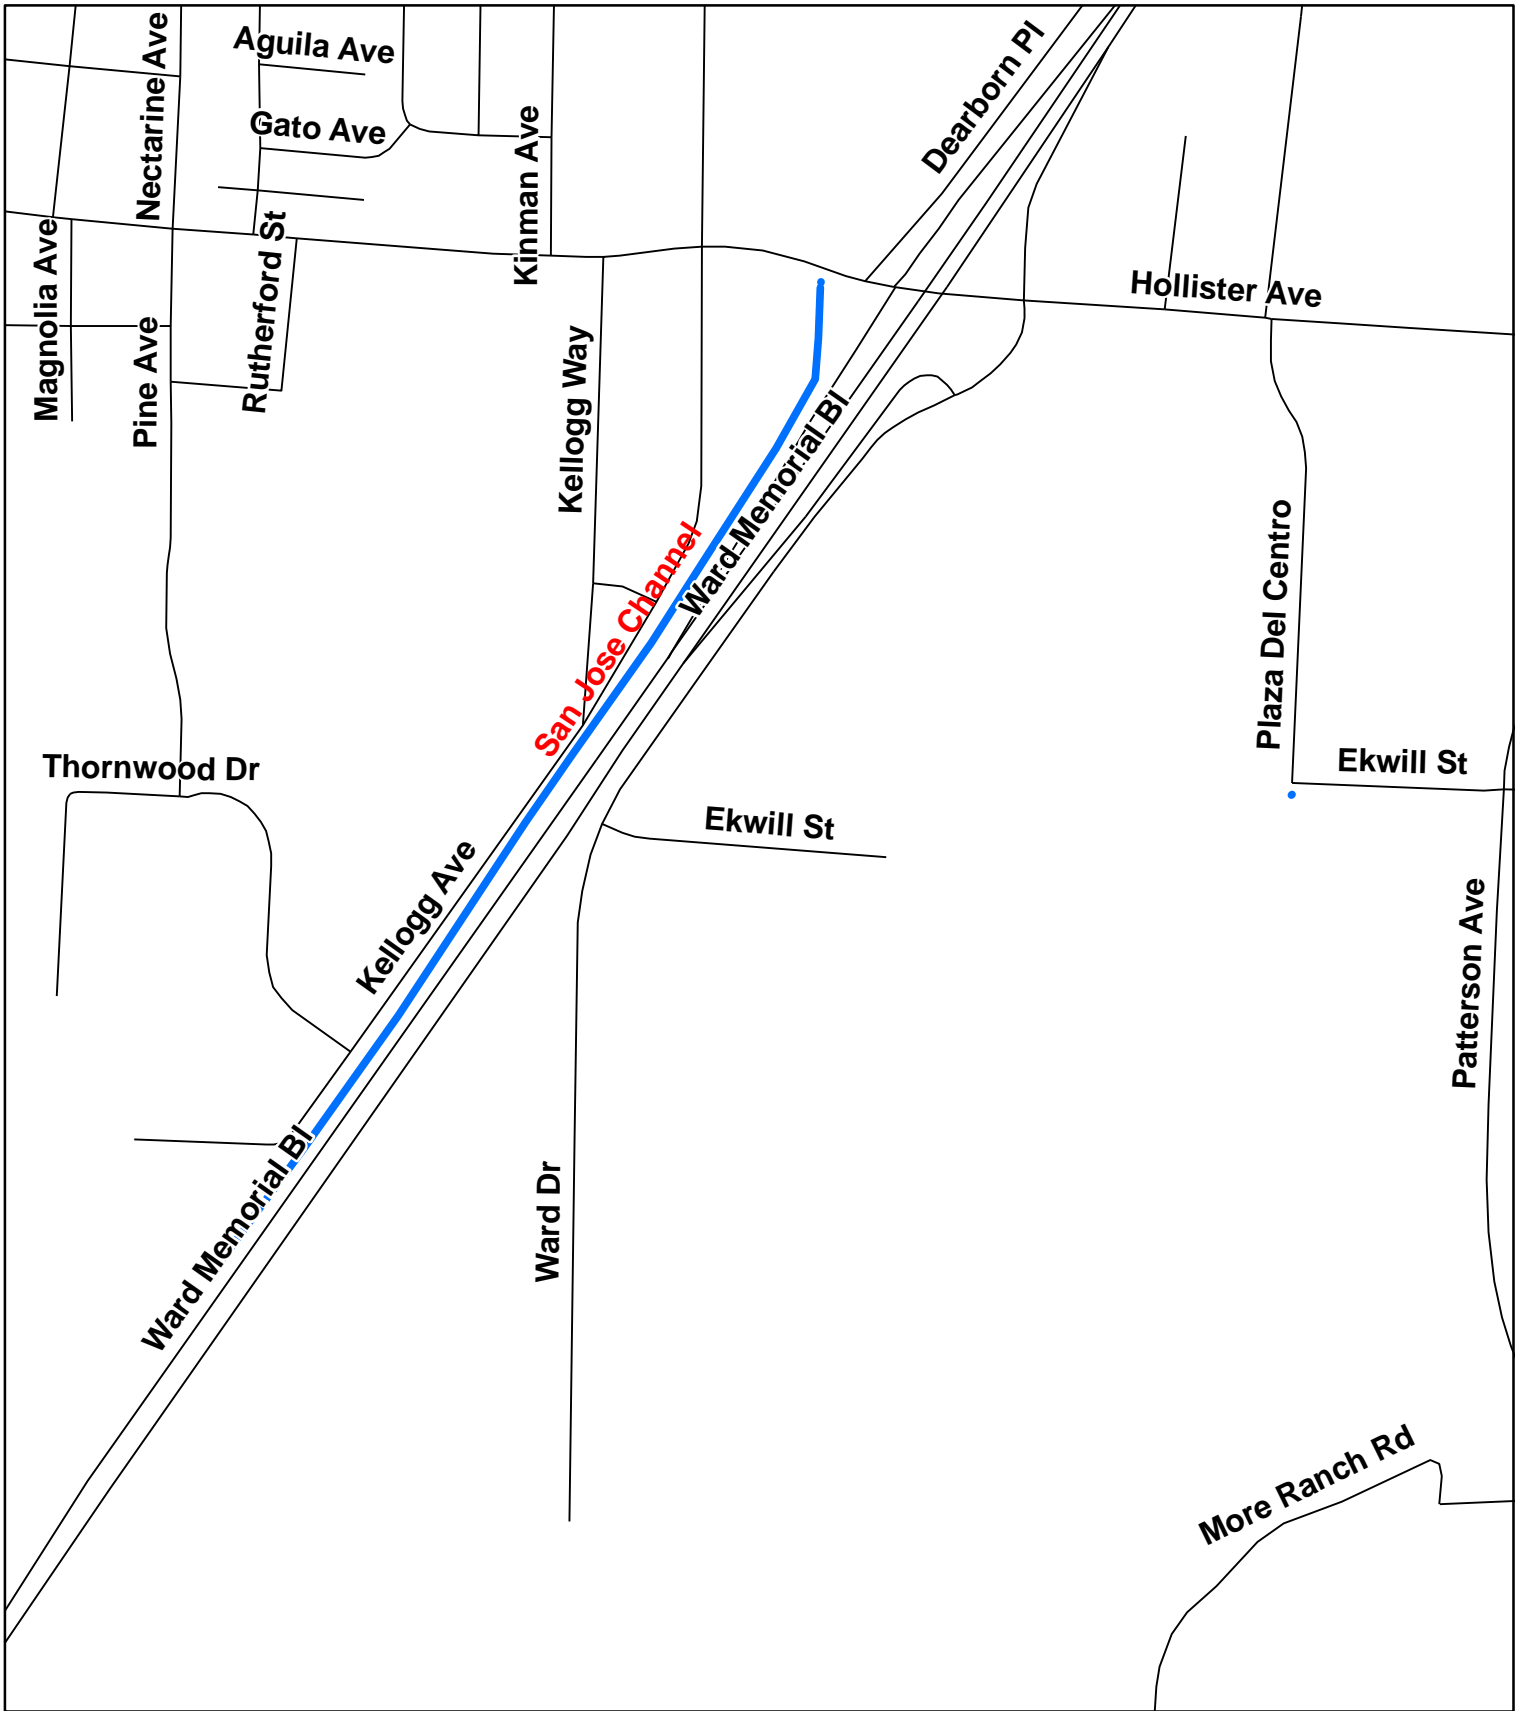 Aguila Ave
Nectarine Ave
Gato Ave
Kinman Ave
Dearborn Pl
Magnolia Ave
Rutherford St
Hollister Ave
Pine Ave
Kellogg Way
Ward Memorial Bl
San Jose Channel
Plaza Del Centro
Thornwood Dr
Ekwill St
Ekwill St
Kellogg Ave
Patterson Ave
Ward Memorial Bl
Ward Dr
More Ranch Rd